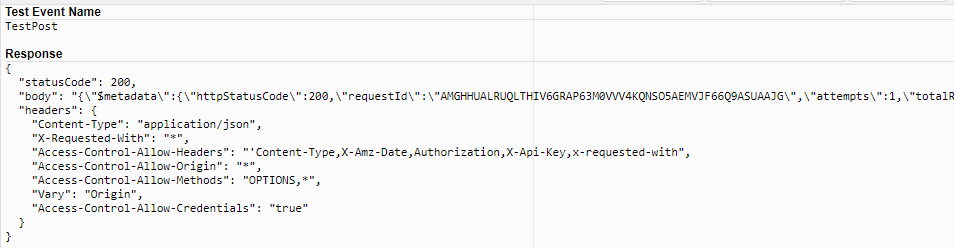 Test Event Name
TestPost
Response
{
"statusCode": 200,
"body": "{\"$metadata\":{\"httpStatusCode\":200,\"requestId\":\"AMGHHUALRUQLTHIV6GRAP63M0VVV4KQNSO5AEMVJF66Q9ASUAAJG\",\"attempts\":1,\"totalR
"headers": {
"Content-Type": "application/json",
"X-Requested-With": "*",
"Access-Control-Allow-Headers": "'Content-Type,X-Amz-Date,Authorization,X-Api-Key,x-requested-with",
"Access-Control-Allow-Origin": "*",
"Access-Control-Allow-Methods": "OPTIONS,*",
"Vary": "Origin",
"Access-Control-Allow-Credentials": "true"
}
}